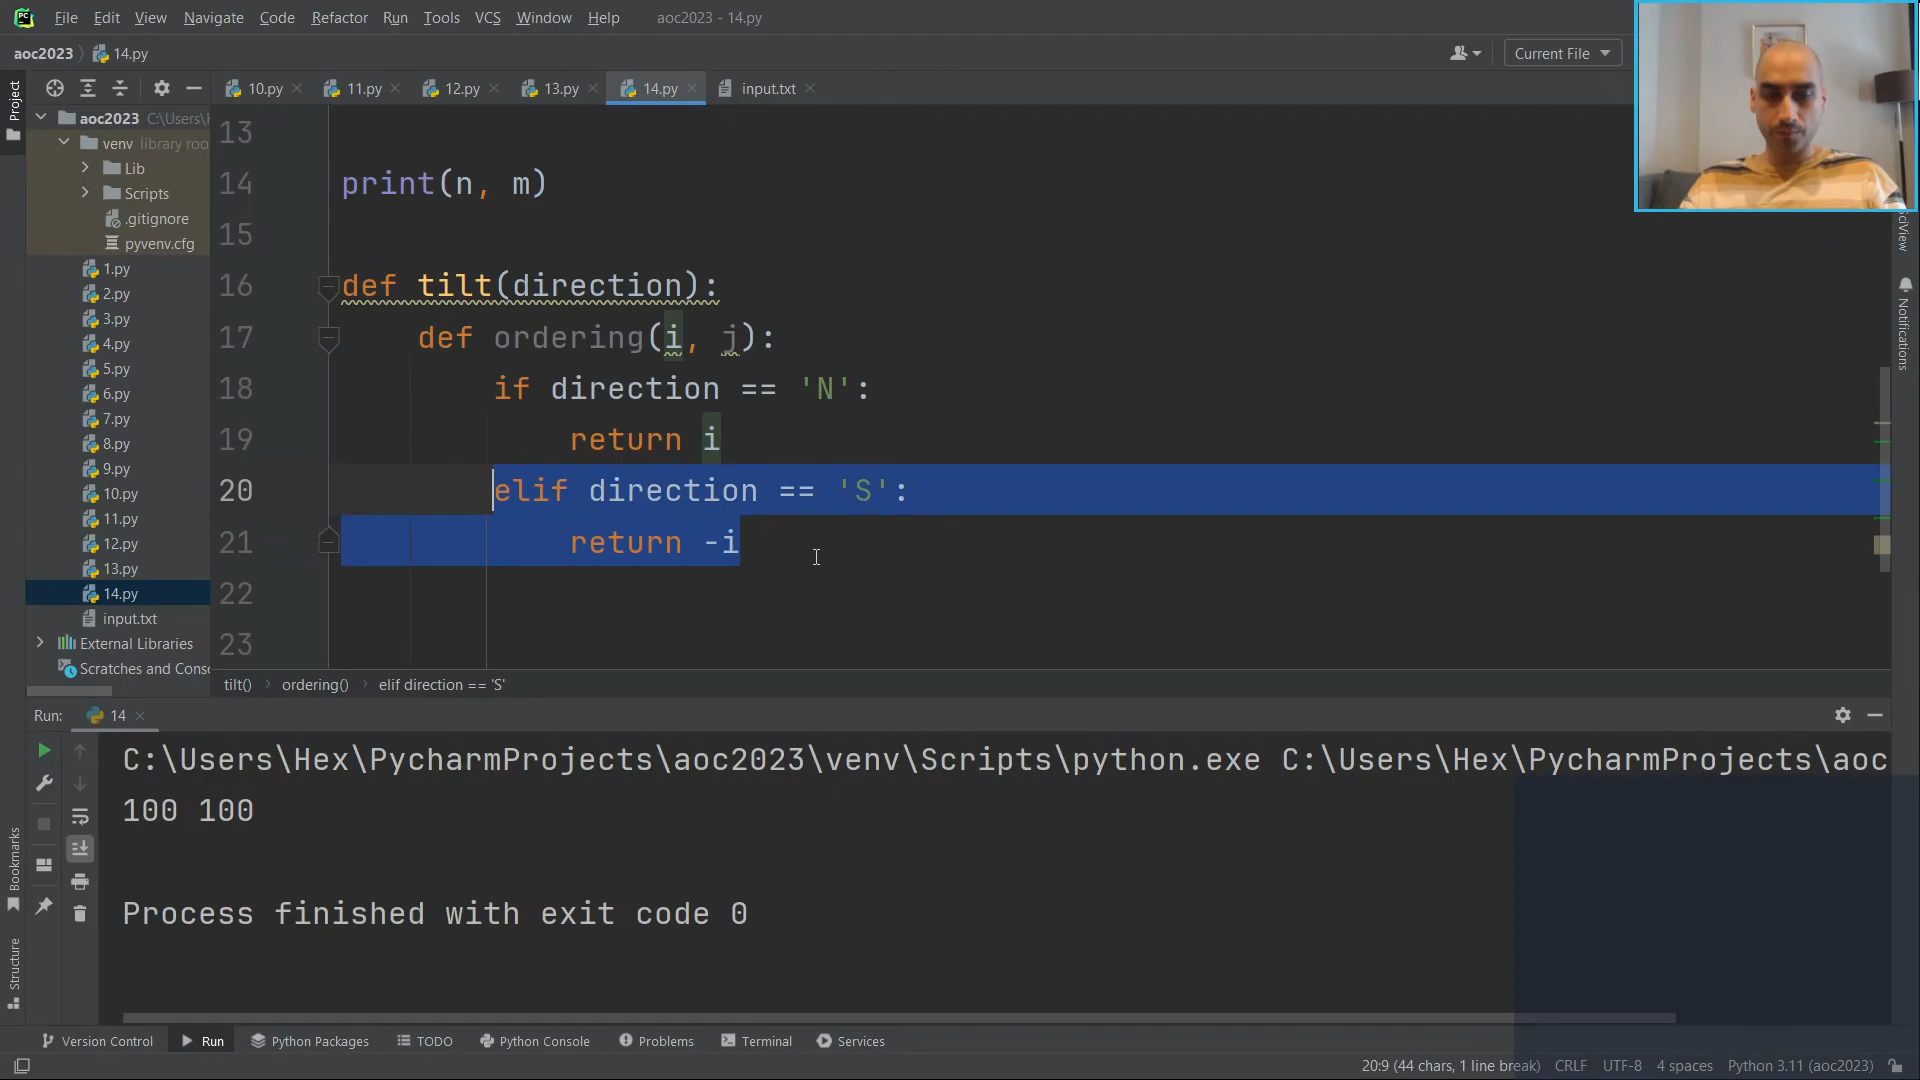 File Edit View Navigate Code Refactor Run Tools VCS Window Help aoc2023 - 14.py
aoc2023 14.py Current File
Project
10.py 11.py 12.py 13.py 14.py input.txt
aoc2023 C:\Users\H
venv library roo
Lib
Scripts
.gitignore
pyvenv.cfg
1.py
2.py
3.py
4.py
5.py
6.py
7.py
8.py
9.py
10.py
11.py
12.py
13.py
14.py
input.txt
External Libraries
Scratches and Conso
13
14 print(n, m)
15
16 def tilt(direction):
17 def ordering(i, j):
18 if direction == 'N':
19 return i
20 elif direction == 'S':
21 return -i
22
23
SciView
Notifications
tilt() ordering() elif direction == 'S'
Run: 14
C:\Users\Hex\PycharmProjects\aoc2023\venv\Scripts\python.exe C:\Users\Hex\PycharmProjects\aoc
100 100
Process finished with exit code 0
Bookmarks
Structure
Version Control Run Python Packages TODO Python Console Problems Terminal Services
20:9 (44 chars, 1 line break) CRLF UTF-8 4 spaces Python 3.11 (aoc2023)